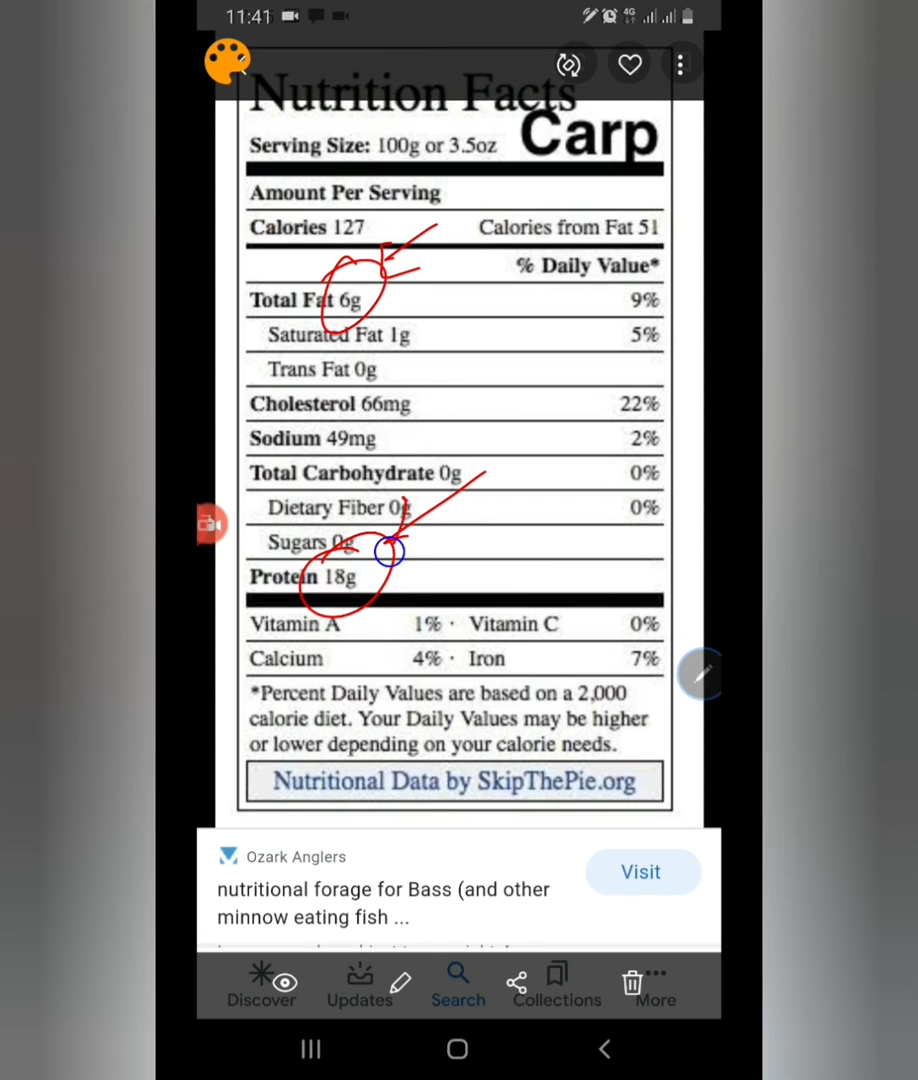 11:41
4G
Nutrition Facts
Carp
Serving Size: 100g or 3.5oz
Amount Per Serving
Calories 127 Calories from Fat 51
% Daily Value*
Total Fat 6g 9%
Saturated Fat 1g 5%
Trans Fat 0g
Cholesterol 66mg 22%
Sodium 49mg 2%
Total Carbohydrate 0g 0%
Dietary Fiber 0g 0%
Sugars 0g
Protein 18g
Vitamin A 1% · Vitamin C 0%
Calcium 4% · Iron 7%
*Percent Daily Values are based on a 2,000
calorie diet. Your Daily Values may be higher
or lower depending on your calorie needs.
Nutritional Data by SkipThePie.org
Ozark Anglers
Visit
nutritional forage for Bass (and other
minnow eating fish ...
Discover Updates Search Collections More